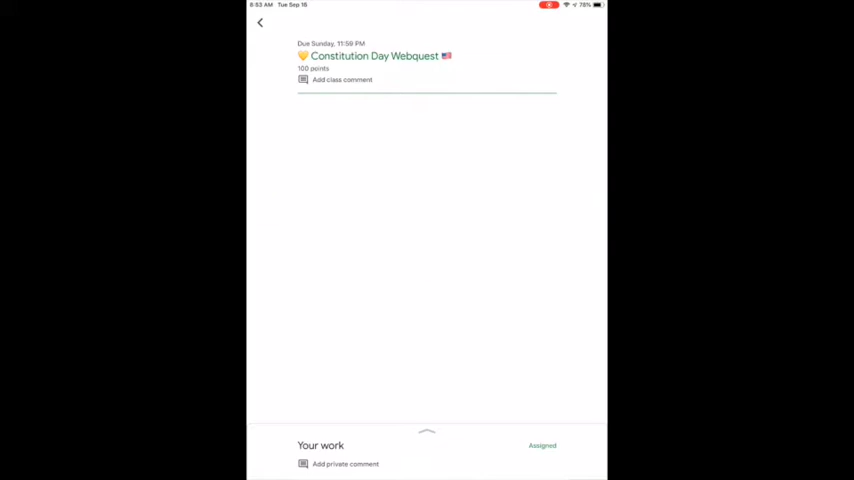 8:53 AM Tue Sep 15
78%
Due Sunday, 11:59 PM
💛 Constitution Day Webquest 🇺🇸
100 points
Add class comment
Your work
Assigned
Add private comment